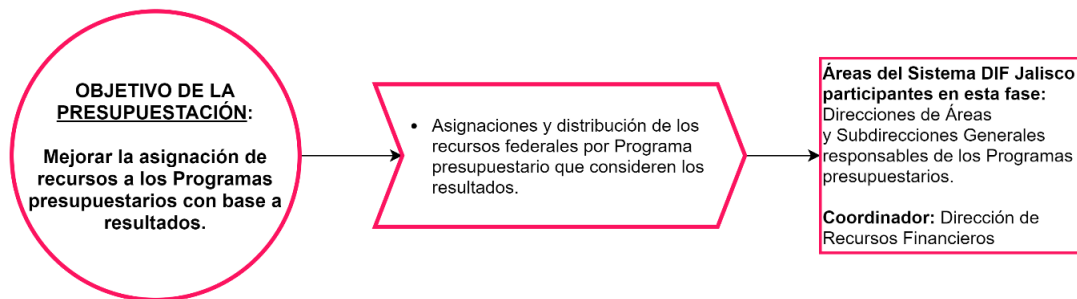 OBJETIVO DE LA
PRESUPUESTACIÓN:
Mejorar la asignación de
recursos a los Programas
presupuestarios con base a
resultados.
• Asignaciones y distribución de los
recursos federales por Programa
presupuestario que consideren los
resultados.
Áreas del Sistema DIF Jalisco
participantes en esta fase:
Direcciones de Áreas
y Subdirecciones Generales
responsables de los Programas
presupuestarios.
Coordinador: Dirección de
Recursos Financieros